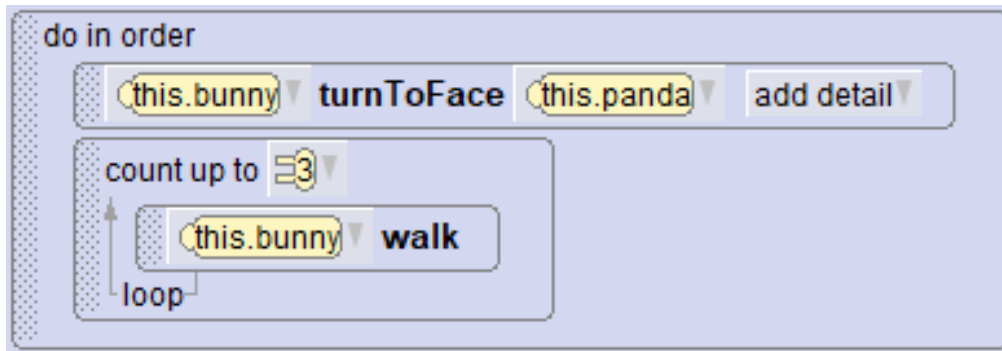 do in order
this.bunny turnToFace this.panda add detail
count up to 3
this.bunny walk
loop